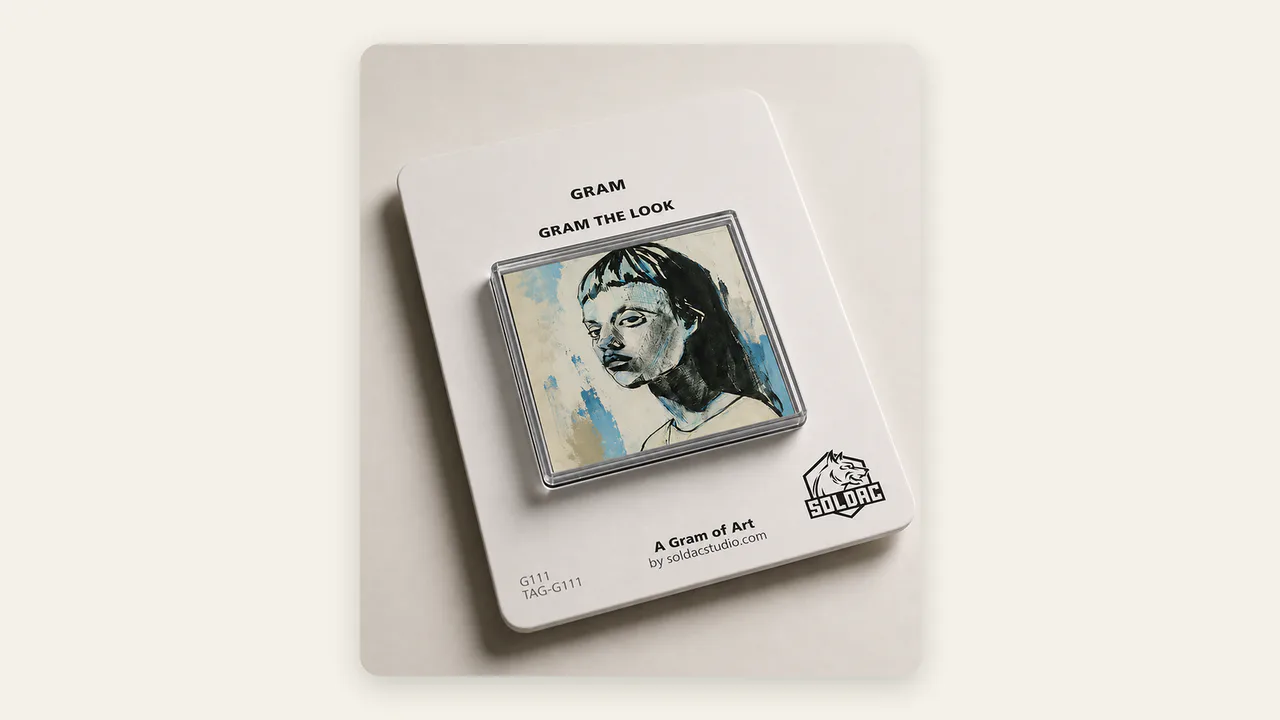 GRAM
GRAM THE LOOK
SOLDAC
A Gram of Art
by soldacstudio.com
G111
TAG-G111